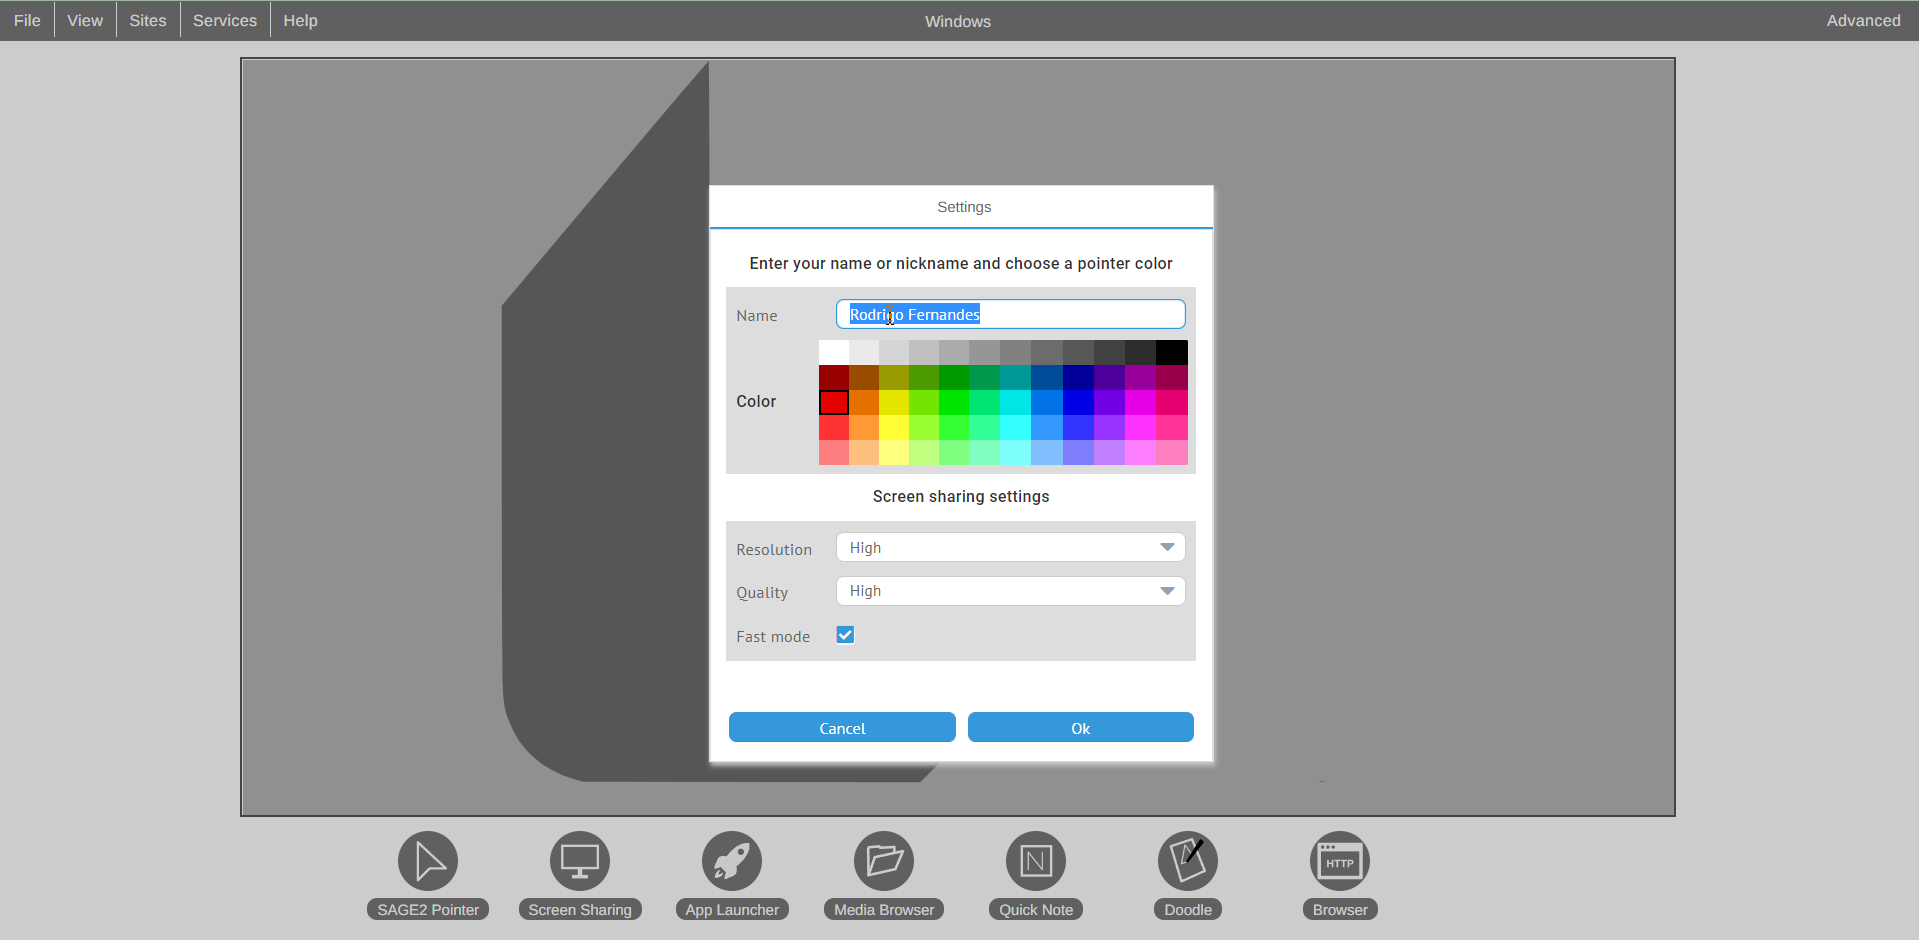 File View Sites Services Help Windows Advanced
Settings
Enter your name or nickname and choose a pointer color
Name Rodrigo Fernandes
Color
Screen sharing settings
Resolution High
Quality High
Fast mode
Cancel Ok
N HTTP
SAGE2 Pointer Screen Sharing App Launcher Media Browser Quick Note Doodle Browser